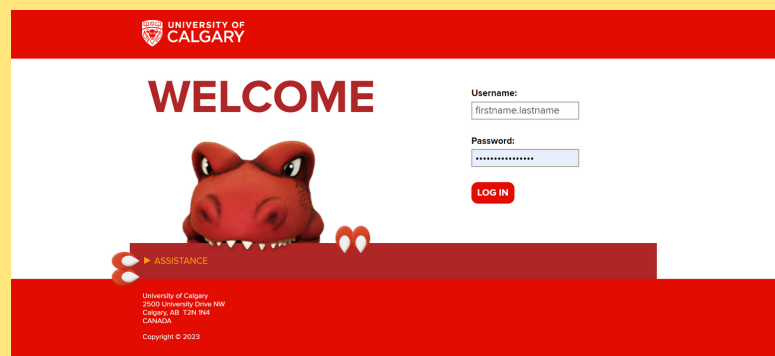 UNIVERSITY OF
CALGARY
WELCOME
Username:
firstname.lastname
Password:
••••••••••••••••
LOG IN
► ASSISTANCE
University of Calgary
2500 University Drive NW
Calgary, AB T2N 1N4
CANADA
Copyright © 2023